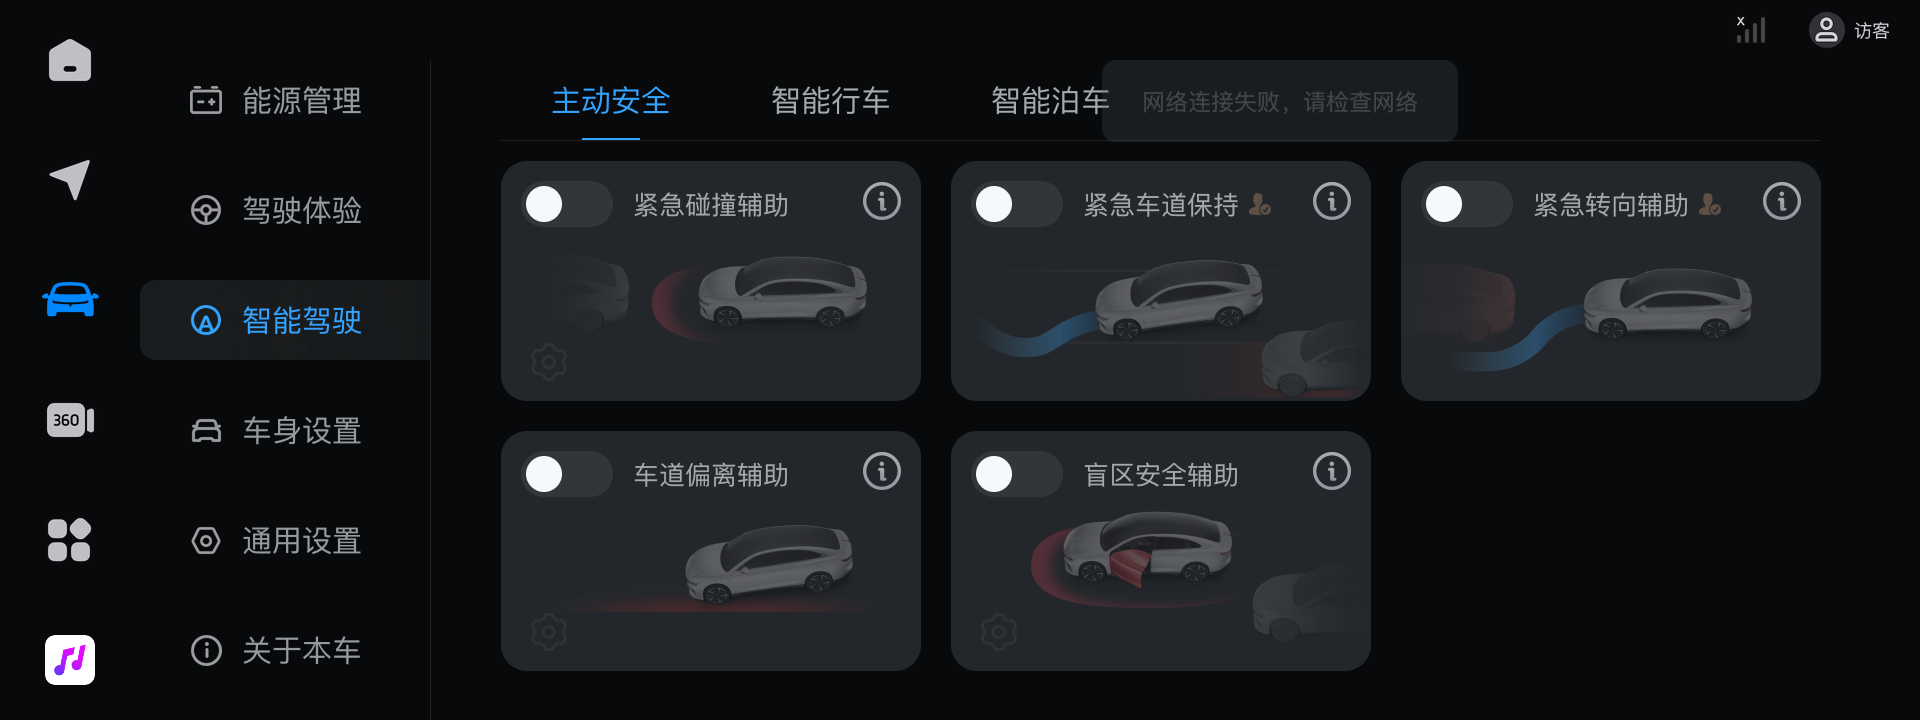 x
访客
能源管理
驾驶体验
智能驾驶
360
车身设置
通用设置
关于本车
主动安全
智能行车
智能泊车
网络连接失败，请检查网络
紧急碰撞辅助
紧急车道保持
紧急转向辅助
车道偏离辅助
盲区安全辅助